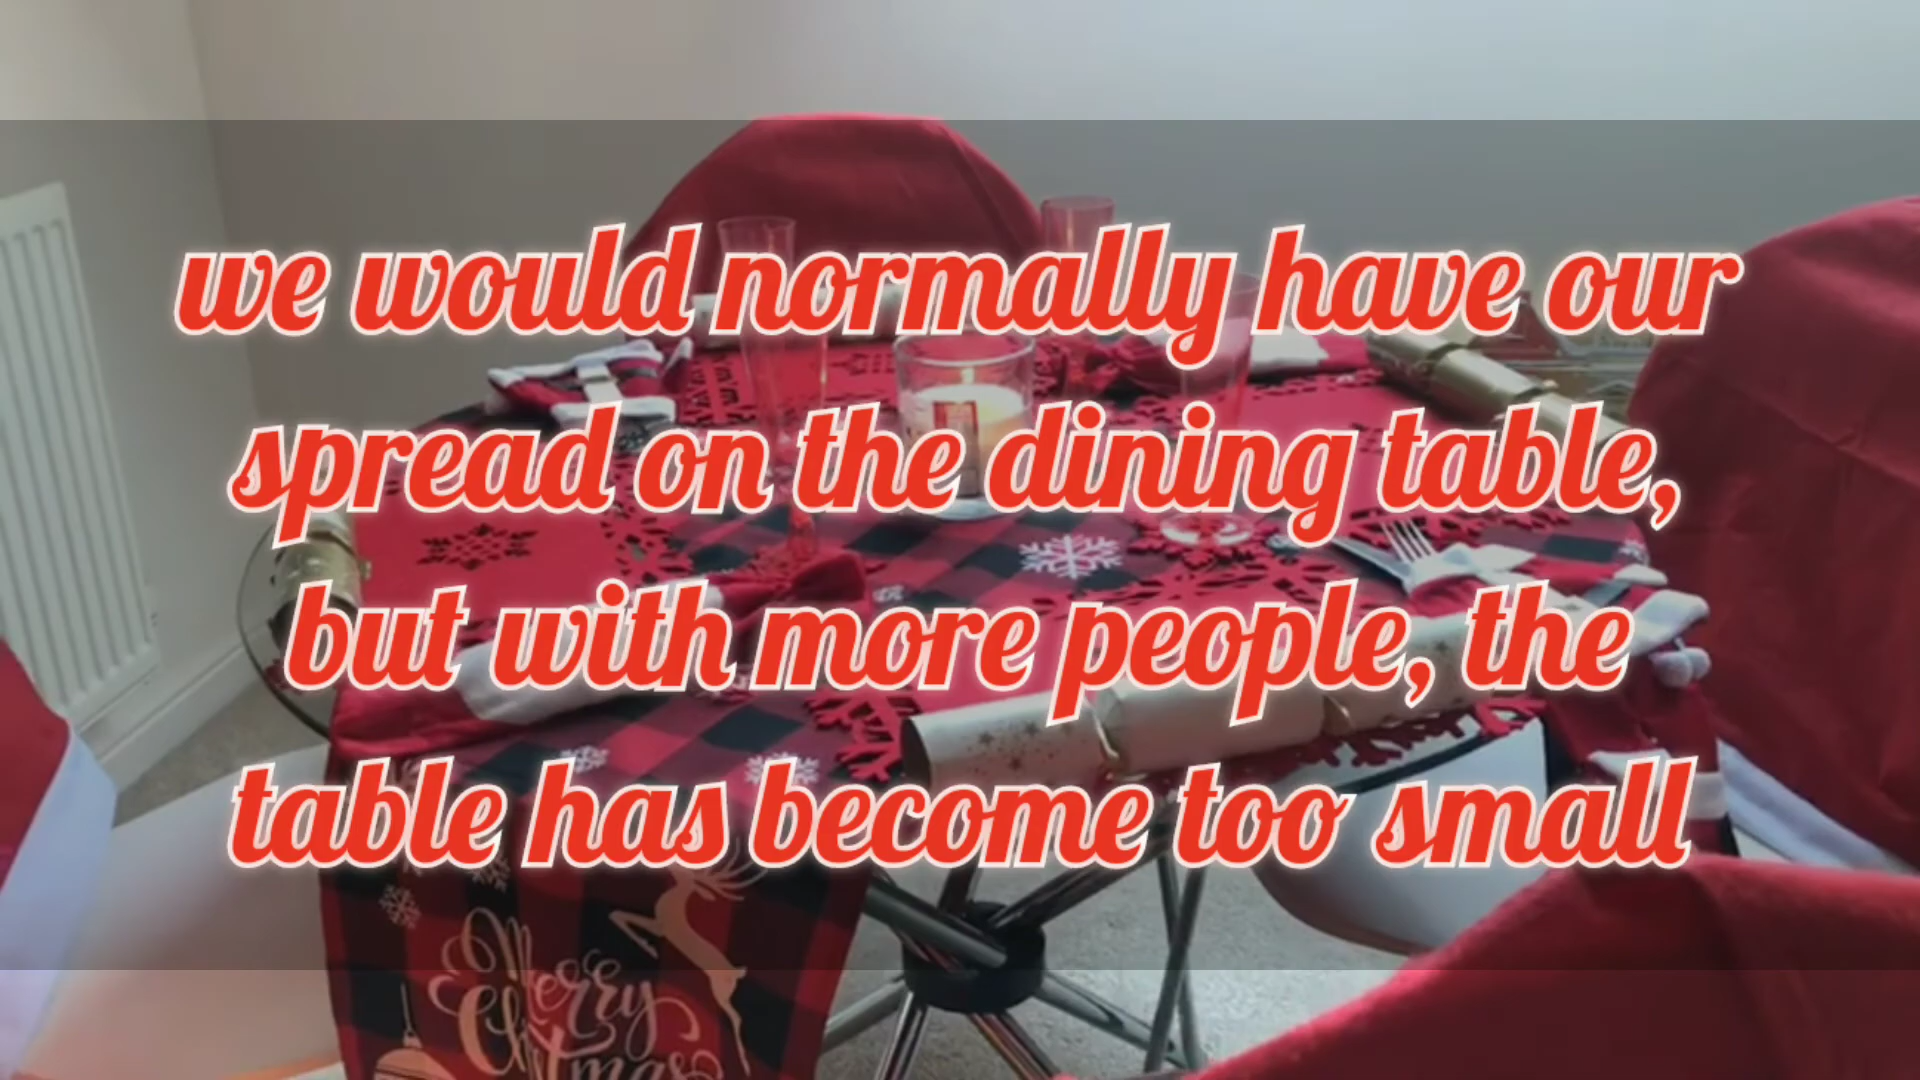 we would normally have our
spread on the dining table,
but with more people, the
table has become too small
Merry